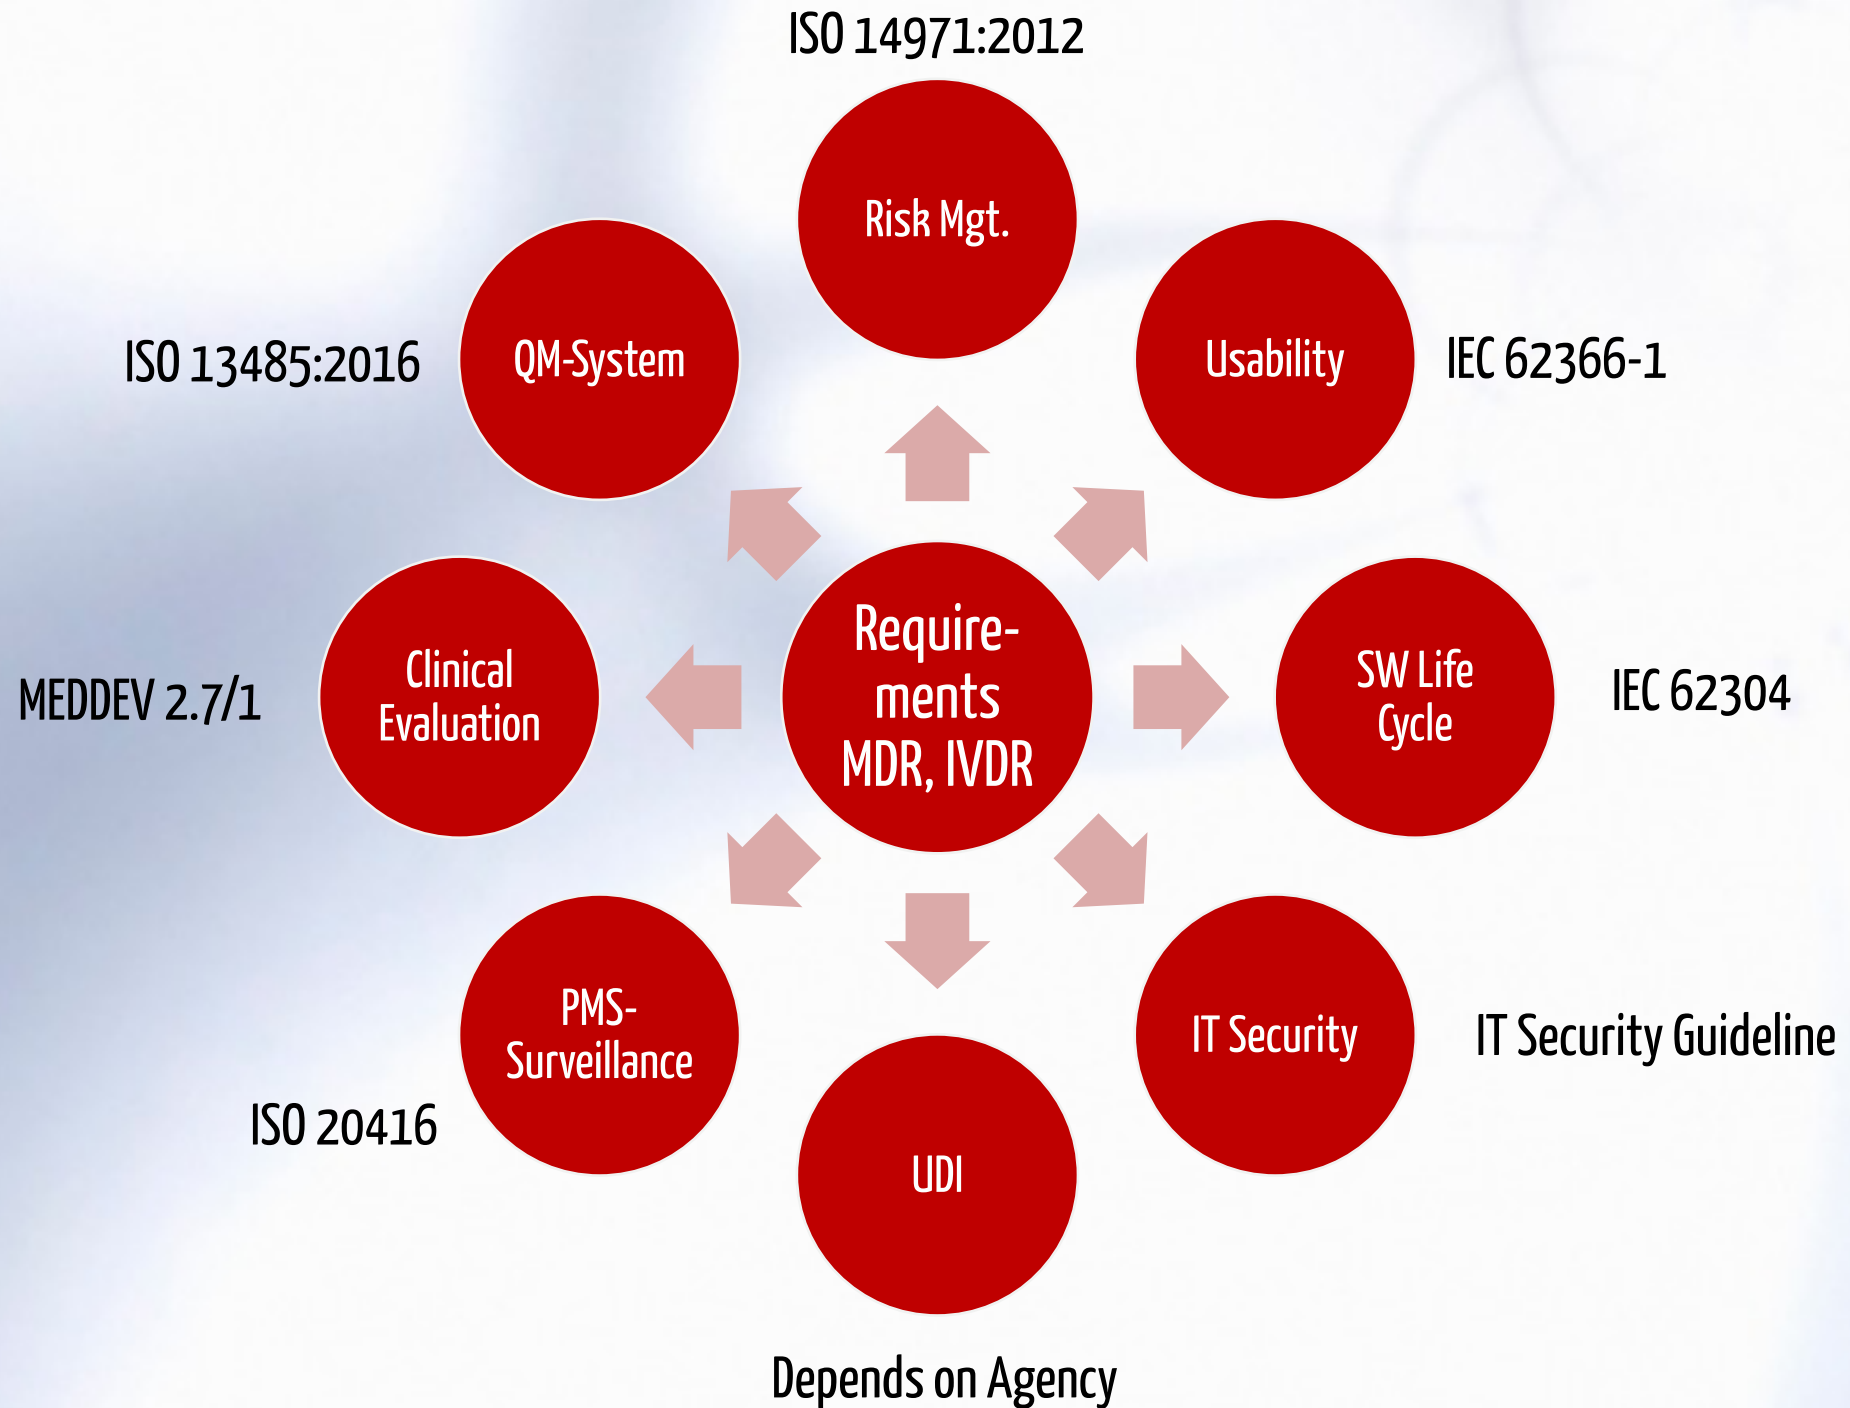 ISO 14971:2012
Risk Mgt.
ISO 13485:2016
QM-System
Usability
IEC 62366-1
MEDDEV 2.7/1
Clinical
Evaluation
Require-
ments
MDR, IVDR
SW Life
Cycle
IEC 62304
PMS-
Surveillance
ISO 20416
IT Security
IT Security Guideline
UDI
Depends on Agency